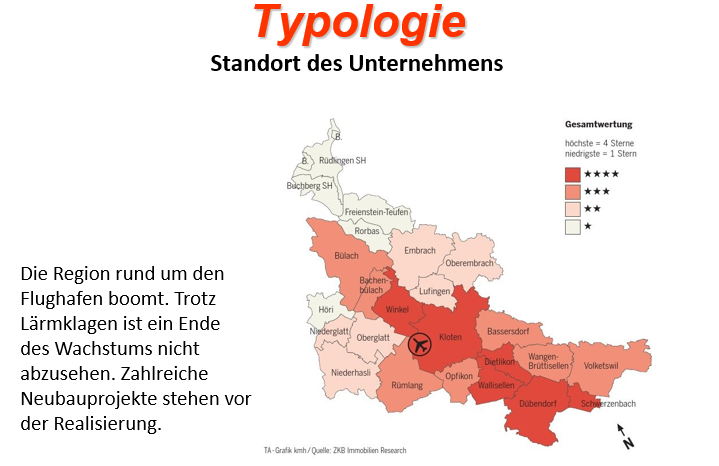 Typologie
Standort des Unternehmens
Gesamtwertung
höchste = 4 Sterne
niedrigste = 1 Stern
★★★★
★★★
★★
★
B.
B.
Rüdlingen SH
Buchberg SH
Freienstein-Teufen
Rorbas
Bülach
Embrach
Oberembrach
Bachen-
bülach
Lufingen
Höri
Winkel
Niederglatt
Oberglatt
Kloten
Bassersdorf
Niederhasli
Rümlang
Opfikon
Dietlikon
Wangen-
Brüttisellen
Volketswil
Wallisellen
Dübendorf
Schwerzenbach
N
Die Region rund um den
Flughafen boomt. Trotz
Lärmklagen ist ein Ende
des Wachstums nicht
abzusehen. Zahlreiche
Neubauprojekte stehen vor
der Realisierung.
TA-Grafik kmh / Quelle: ZKB Immobilien Research